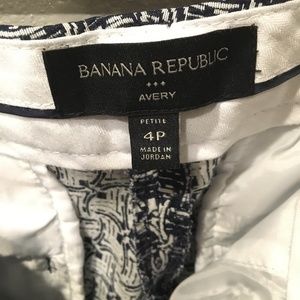 BANANA REPUBLIC
AVERY
PETITE
4P
MADE IN
JORDAN